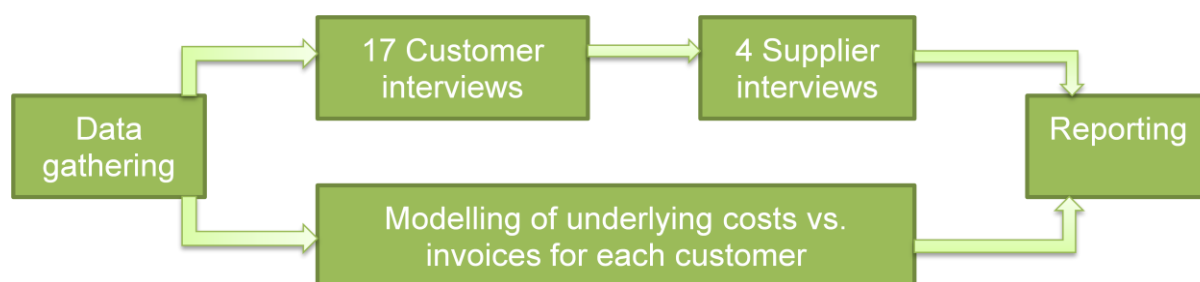 Data
gathering
17 Customer
interviews
4 Supplier
interviews
Modelling of underlying costs vs.
invoices for each customer
Reporting